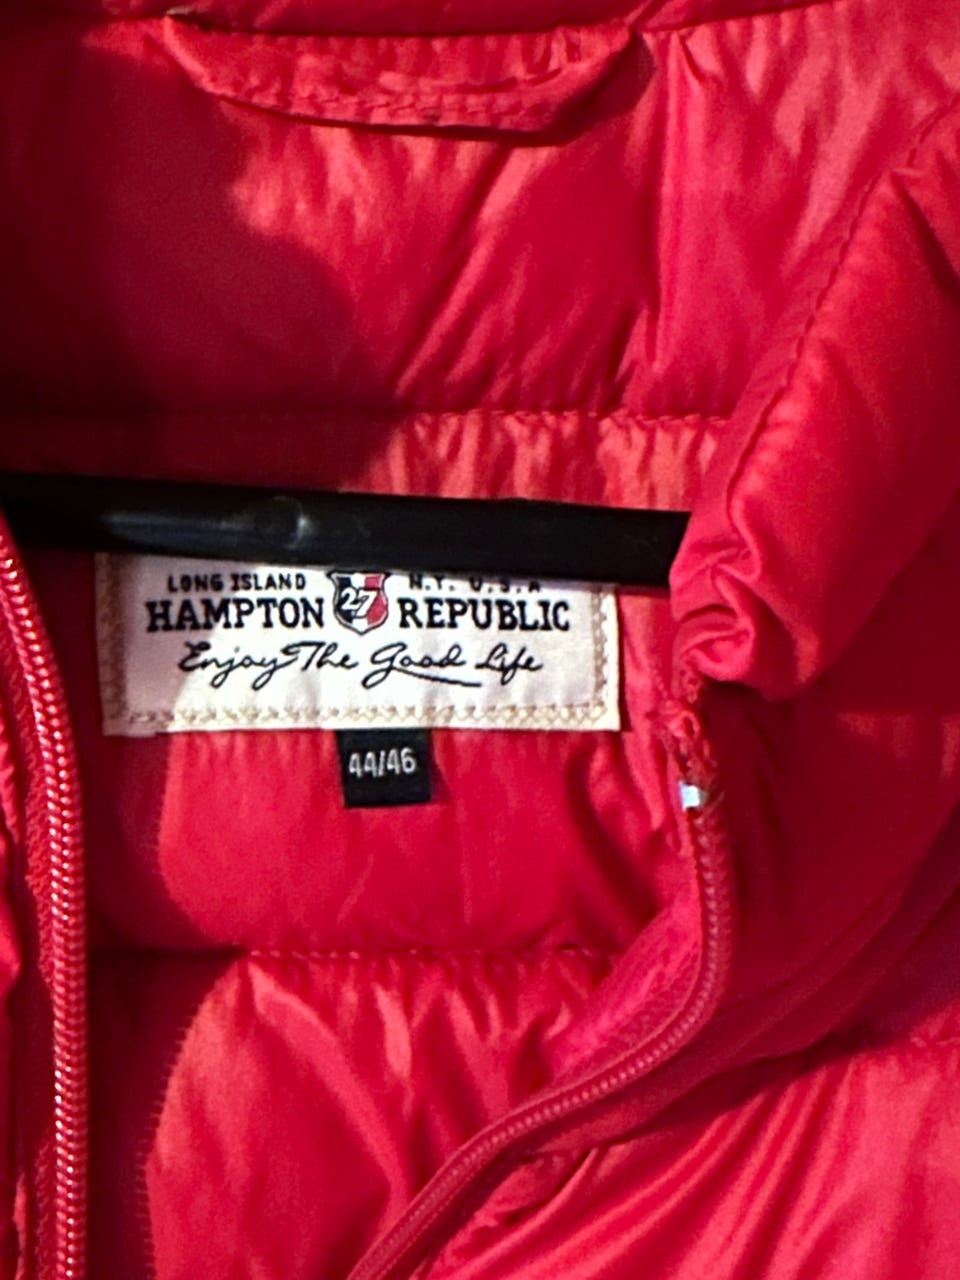 LONG ISLAND 27 N.Y. U.S.A
HAMPTON REPUBLIC
Enjoy The Good Life
44/46